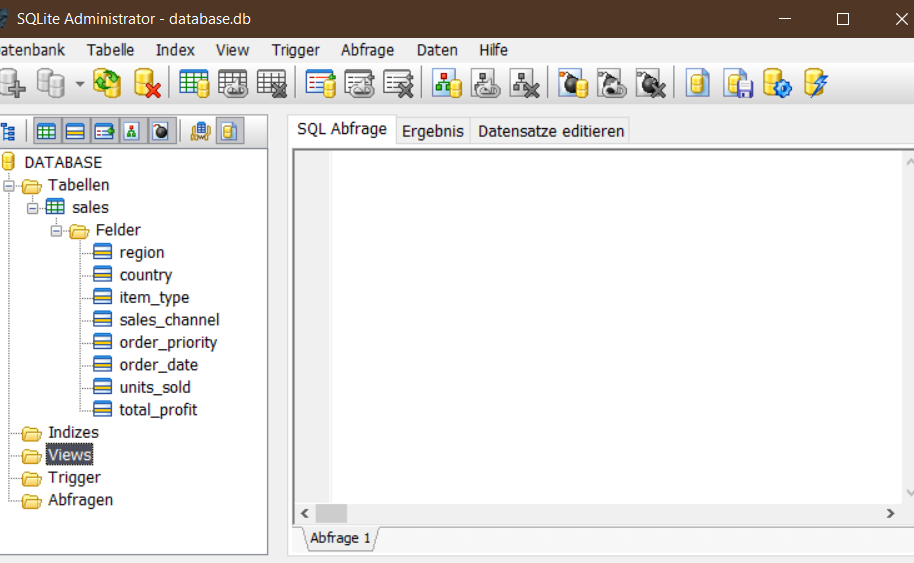 SQLite Administrator - database.db
atenbank Tabelle Index View Trigger Abfrage Daten Hilfe
SQL Abfrage Ergebnis Datensatze editieren
DATABASE
Tabellen
sales
Felder
region
country
item_type
sales_channel
order_priority
order_date
units_sold
total_profit
Indizes
Views
Trigger
Abfragen
Abfrage 1